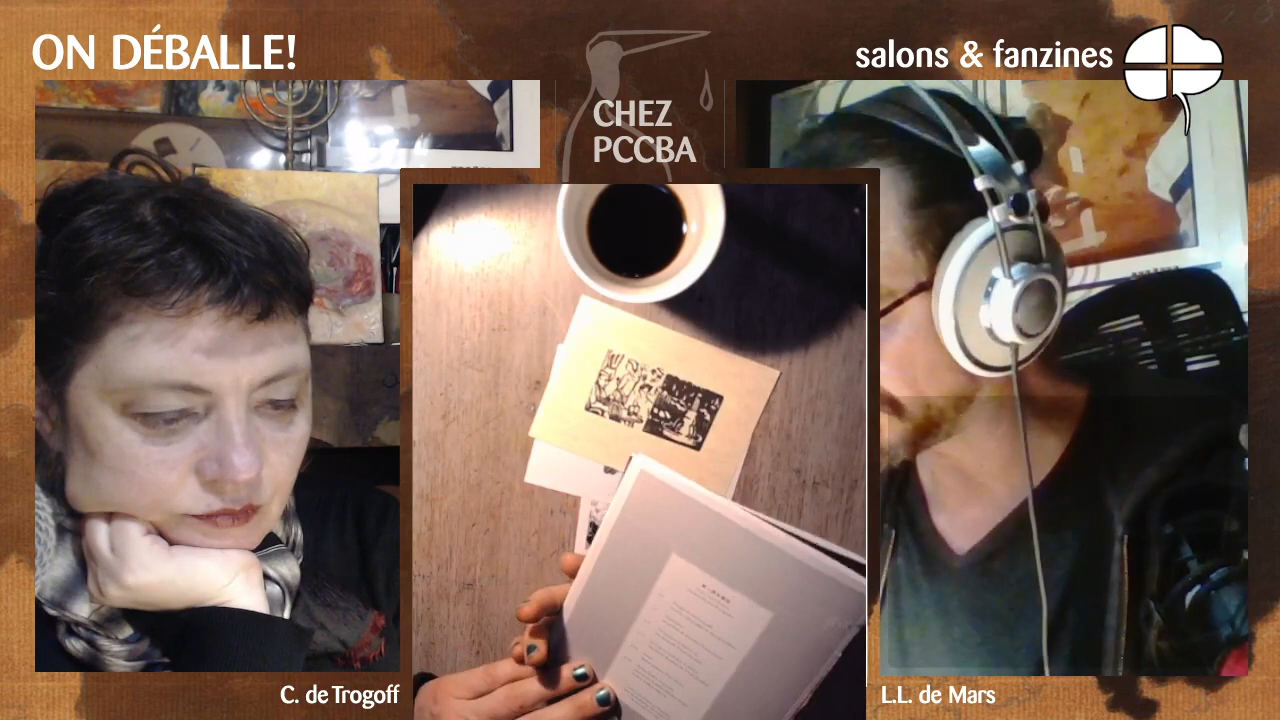 ON DÉBALLE!
salons & fanzines
CHEZ
PCCBA
C. de Trogoff
L.L. de Mars